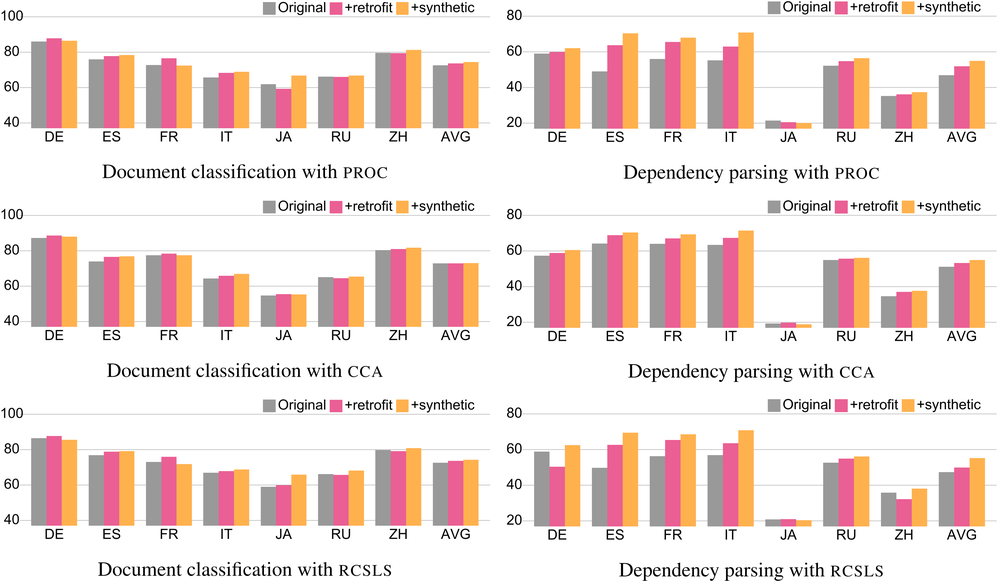 Original +retrofit +synthetic
100
80
60
40
DE ES FR IT JA RU ZH AVG
Document classification with PROC
Original +retrofit +synthetic
80
60
40
20
DE ES FR IT JA RU ZH AVG
Dependency parsing with PROC
Original +retrofit +synthetic
100
80
60
40
DE ES FR IT JA RU ZH AVG
Document classification with CCA
Original +retrofit +synthetic
80
60
40
20
DE ES FR IT JA RU ZH AVG
Dependency parsing with CCA
Original +retrofit +synthetic
100
80
60
40
DE ES FR IT JA RU ZH AVG
Document classification with RCSLS
Original +retrofit +synthetic
80
60
40
20
DE ES FR IT JA RU ZH AVG
Dependency parsing with RCSLS